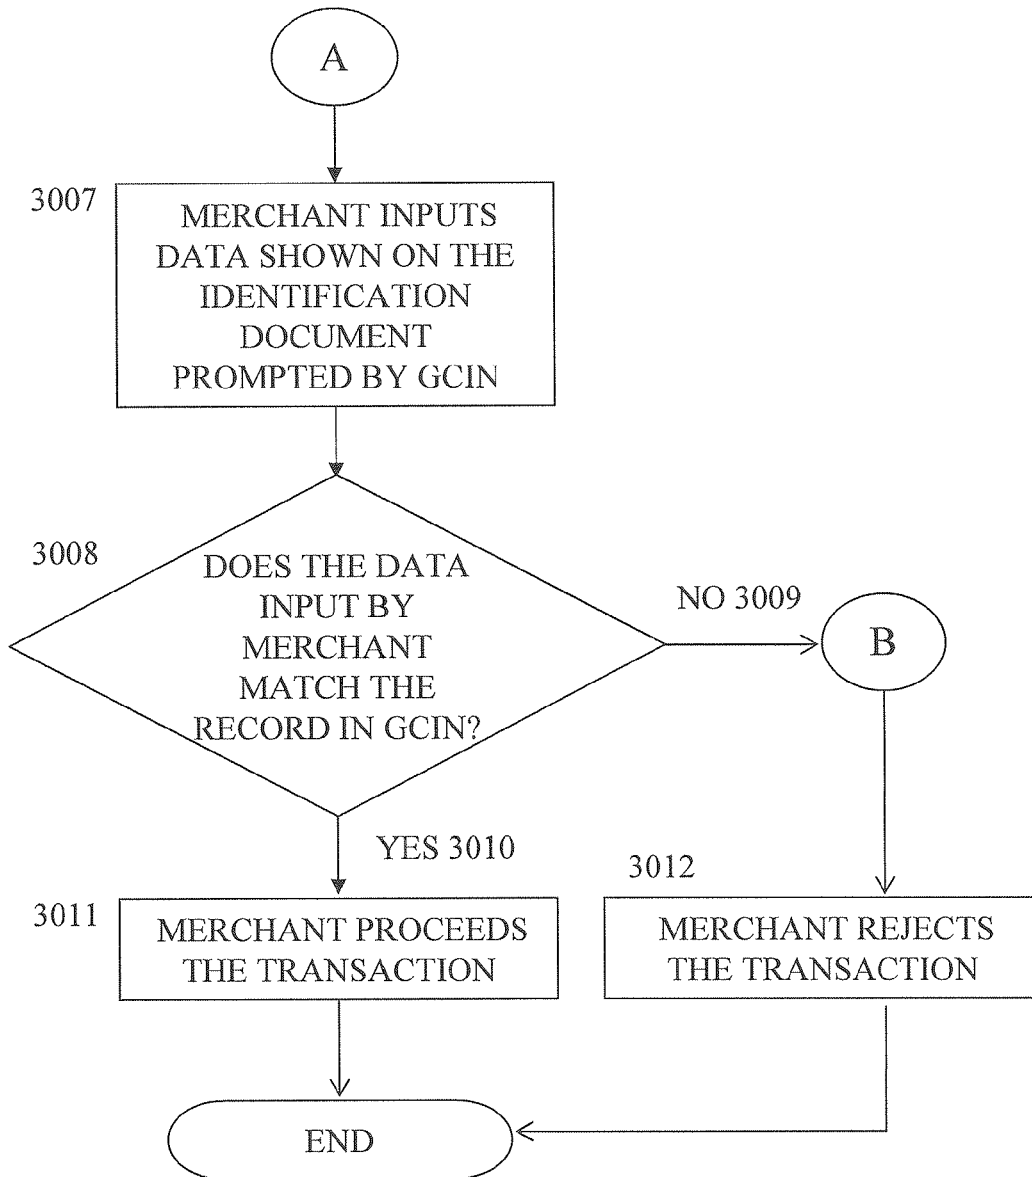 A
3007
MERCHANT INPUTS
DATA SHOWN ON THE
IDENTIFICATION
DOCUMENT
PROMPTED BY GCIN
3008
DOES THE DATA
INPUT BY
MERCHANT
MATCH THE
RECORD IN GCIN?
NO 3009
B
YES 3010
3011
MERCHANT PROCEEDS
THE TRANSACTION
3012
MERCHANT REJECTS
THE TRANSACTION
END